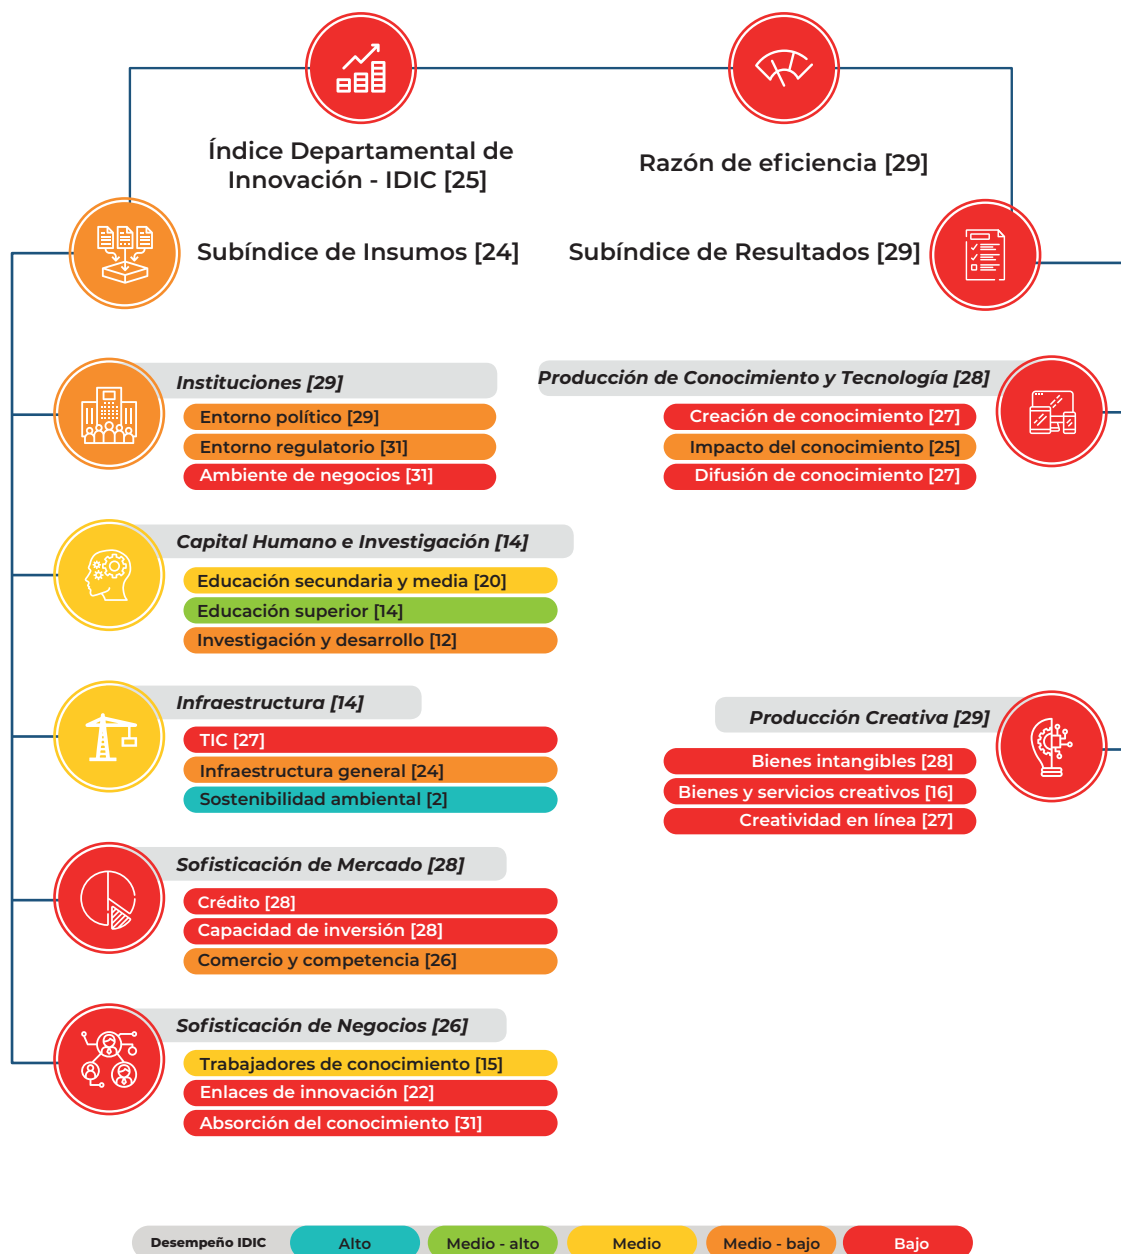 Índice Departamental de
Innovación - IDIC [25]
Razón de eficiencia [29]
Subíndice de Insumos [24]
Subíndice de Resultados [29]
Instituciones [29]
Entorno político [29]
Entorno regulatorio [31]
Ambiente de negocios [31]
Capital Humano e Investigación [14]
Educación secundaria y media [20]
Educación superior [14]
Investigación y desarrollo [12]
Infraestructura [14]
TIC [27]
Infraestructura general [24]
Sostenibilidad ambiental [2]
Sofisticación de Mercado [28]
Crédito [28]
Capacidad de inversión [28]
Comercio y competencia [26]
Sofisticación de Negocios [26]
Trabajadores de conocimiento [15]
Enlaces de innovación [22]
Absorción del conocimiento [31]
Producción de Conocimiento y Tecnología [28]
Creación de conocimiento [27]
Impacto del conocimiento [25]
Difusión de conocimiento [27]
Producción Creativa [29]
Bienes intangibles [28]
Bienes y servicios creativos [16]
Creatividad en línea [27]
Desempeño IDIC
Alto
Medio - alto
Medio
Medio - bajo
Bajo